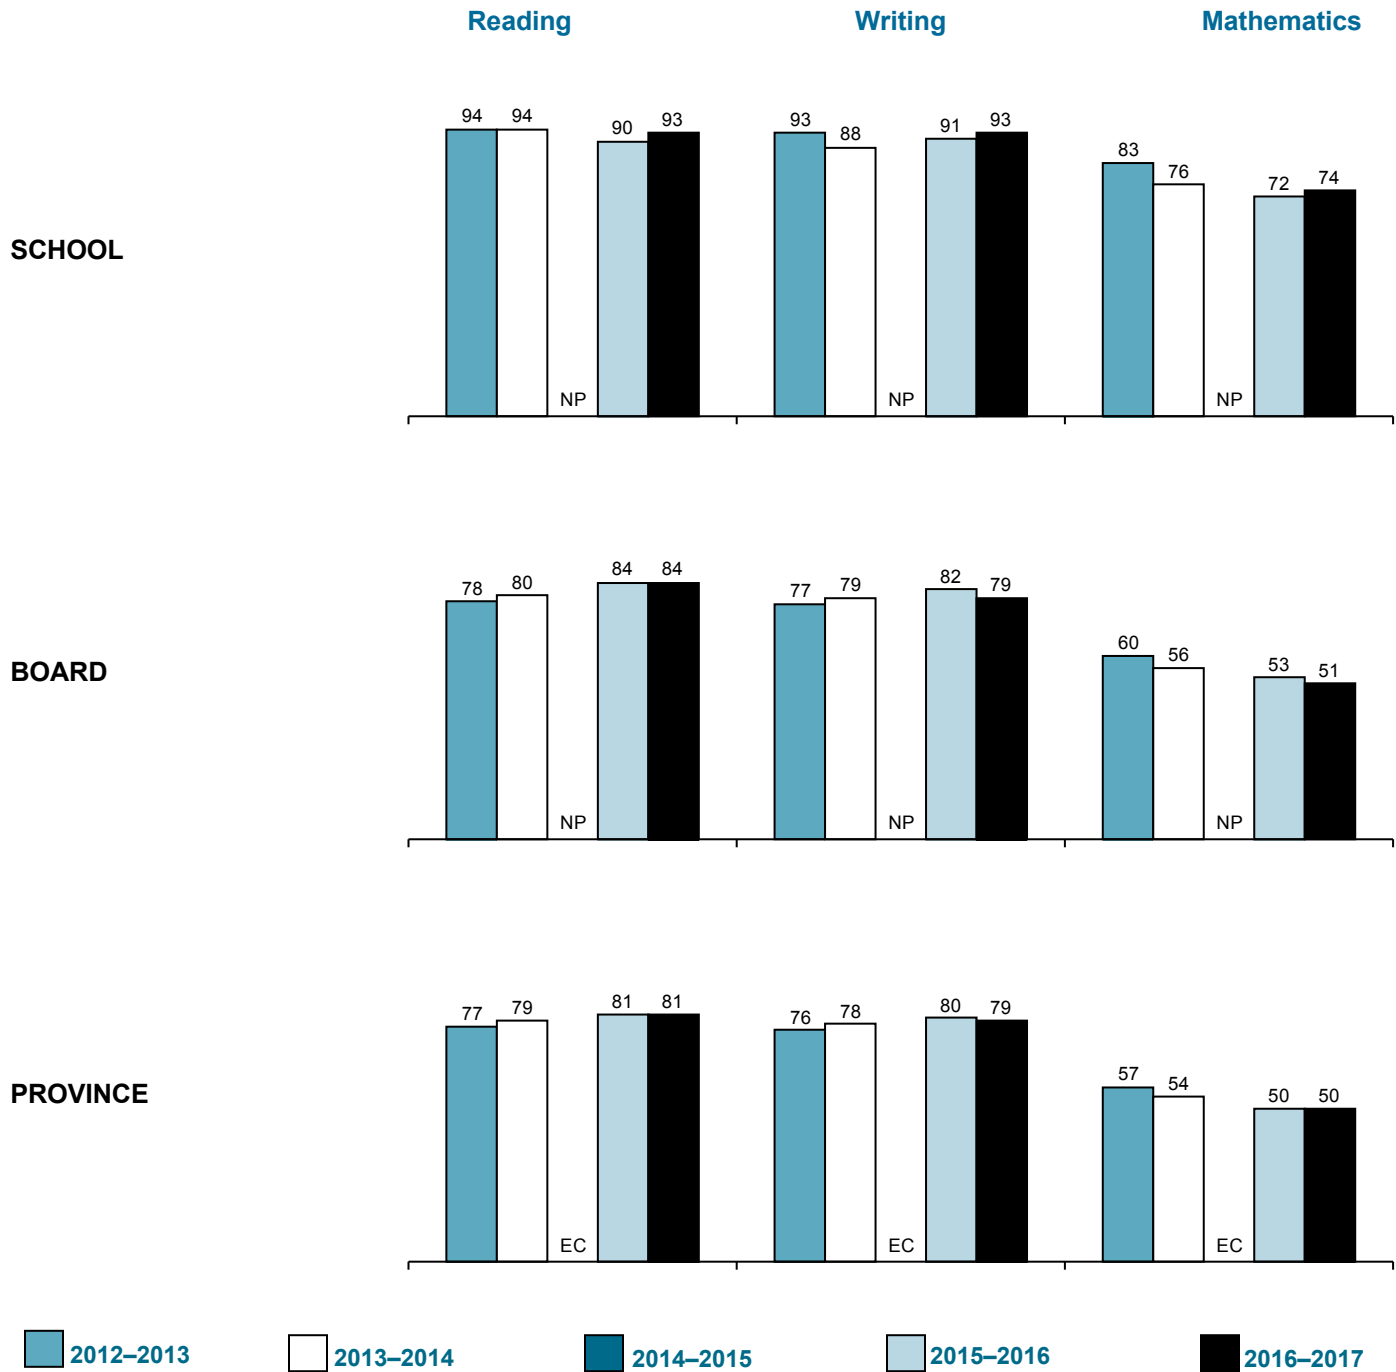 Reading Writing Mathematics
SCHOOL
94 94 NP 90 93
93 88 NP 91 93
83 76 NP 72 74
BOARD
78 80 NP 84 84
77 79 NP 82 79
60 56 NP 53 51
PROVINCE
77 79 EC 81 81
76 78 EC 80 79
57 54 EC 50 50
2012–2013 2013–2014 2014–2015 2015–2016 2016–2017